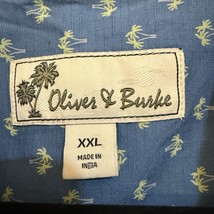 Oliver & Burke
XXL
MADE IN
INDIA